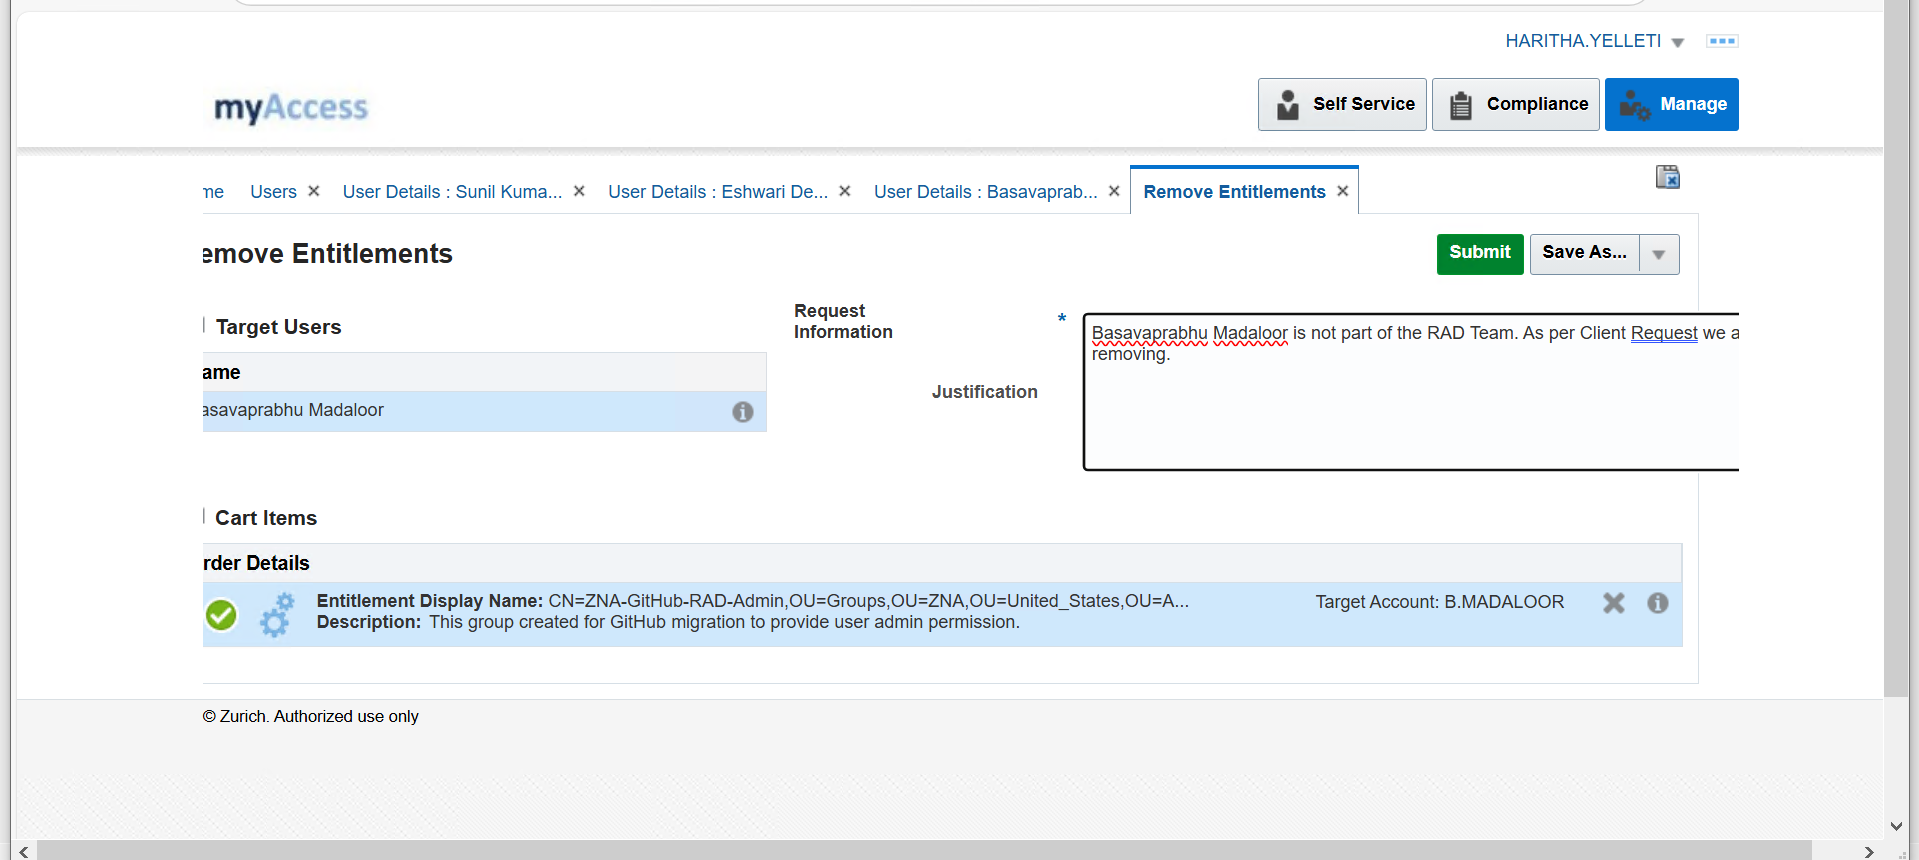 HARITHA.YELLETI
myAccess
Self Service Compliance Manage
me Users User Details : Sunil Kuma... User Details : Eshwari De... User Details : Basavaprab... Remove Entitlements
emove Entitlements
Submit Save As...
Request
Information
*
Target Users
Basavaprabhu Madaloor is not part of the RAD Team. As per Client Request we a
removing.
ame
Justification
asavaprabhu Madaloor
Cart Items
rder Details
Entitlement Display Name: CN=ZNA-GitHub-RAD-Admin,OU=Groups,OU=ZNA,OU=United_States,OU=A... Target Account: B.MADALOOR
Description: This group created for GitHub migration to provide user admin permission.
© Zurich. Authorized use only